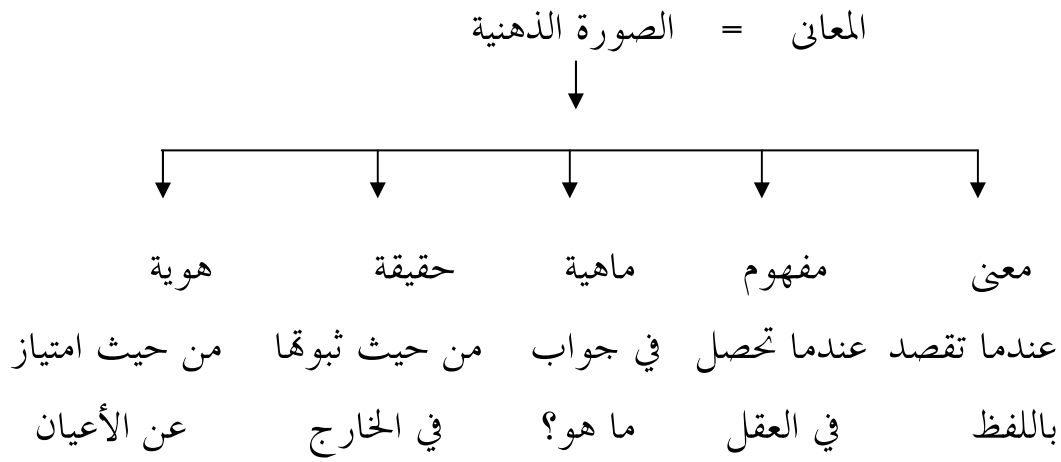 المعانى = الصورة الذهنية
معنى مفهوم ماهية حقيقة هوية
عندما تقصد عندما تحصل في جواب من حيث ثبوتها من حيث امتياز
باللفظ في العقل ما هو؟ في الخارج عن الأعيان